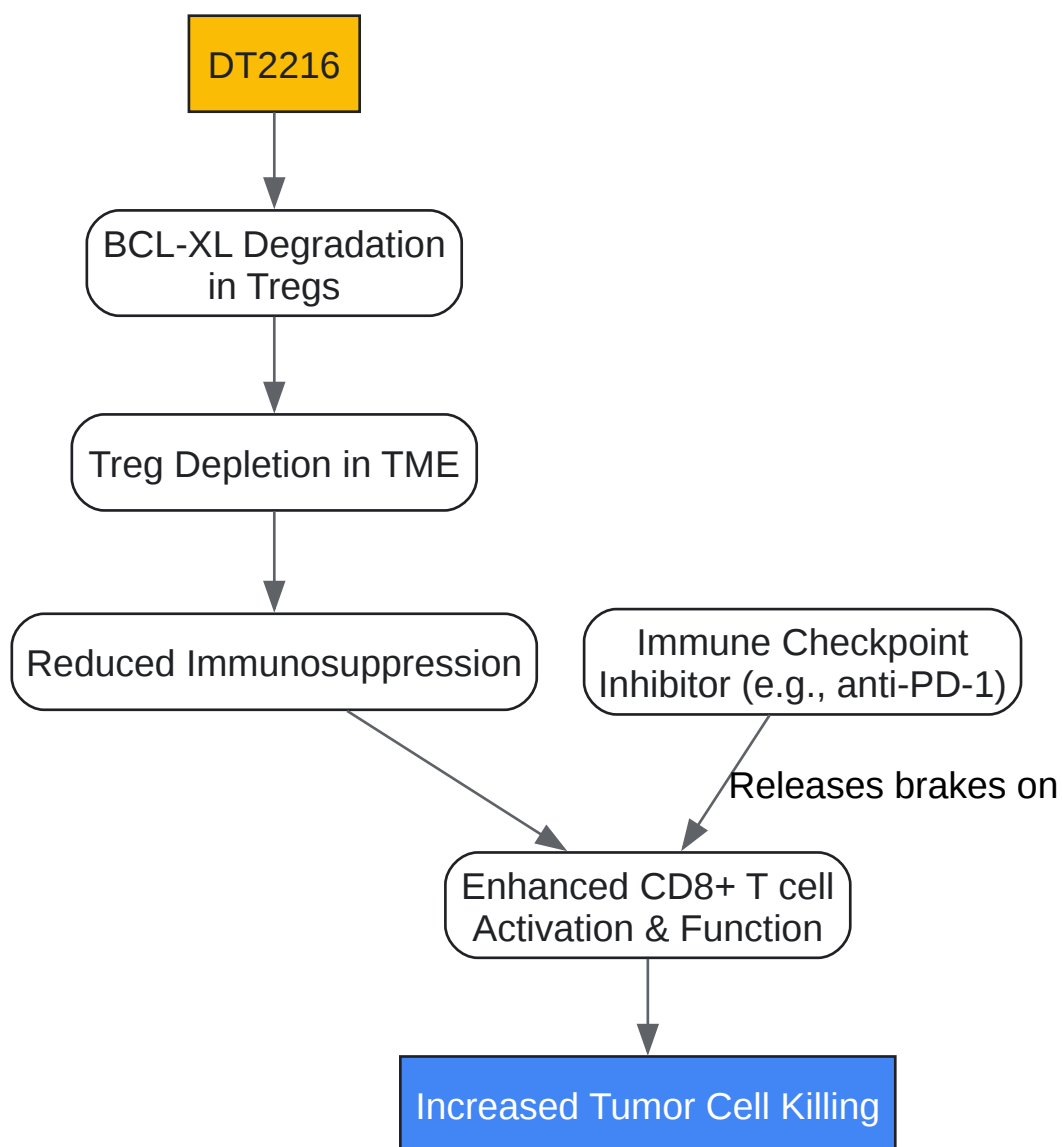 DT2216
BCL-XL Degradation
in Tregs
Treg Depletion in TME
Reduced Immunosuppression
Immune Checkpoint
Inhibitor (e.g., anti-PD-1)
Releases brakes on
Enhanced CD8+ T cell
Activation & Function
Increased Tumor Cell Killing